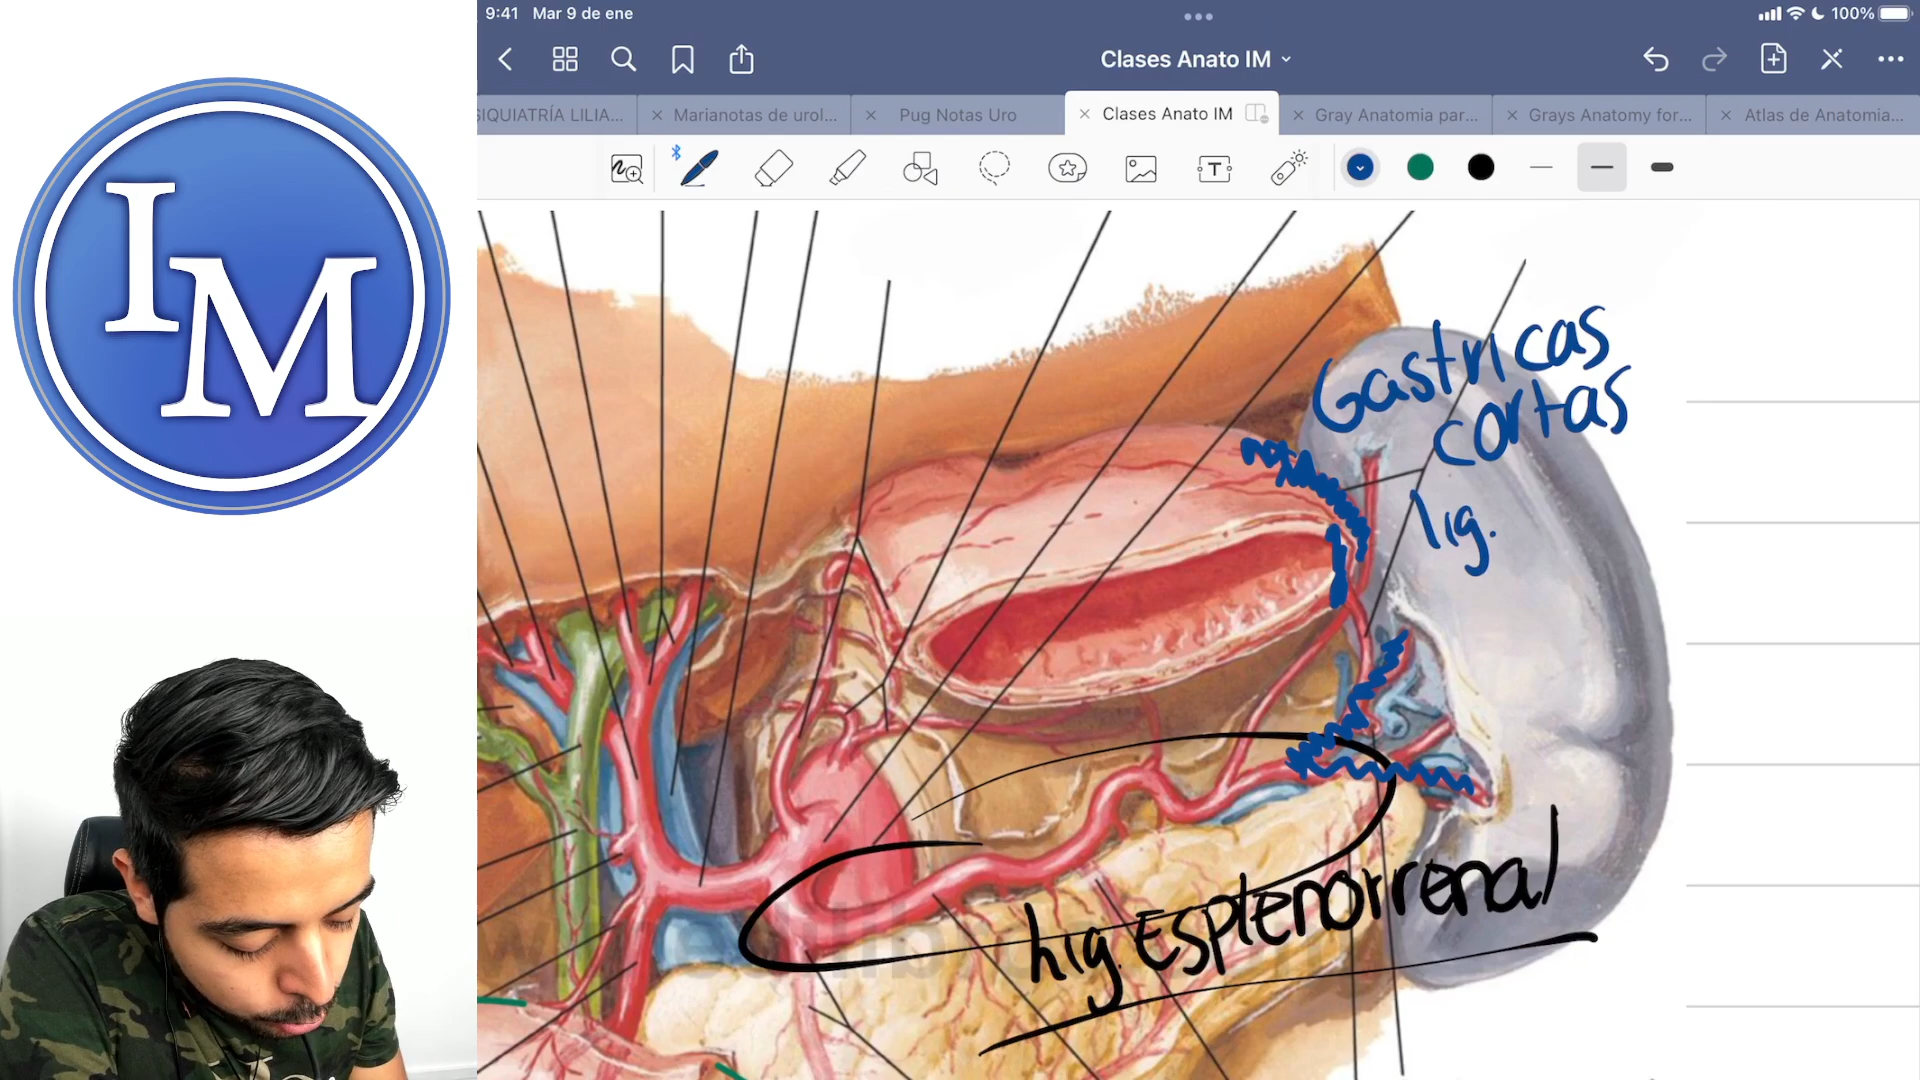 9:41 Mar 9 de ene 100%
Clases Anato IM
SIQUIATRÍA LILIA... Marianotas de urol... Pug Notas Uro Clases Anato IM Gray Anatomia par... Grays Anatomy for... Atlas de Anatomia...
IM
Gastricas
cortas
lig.
lig. Esplenorrenal